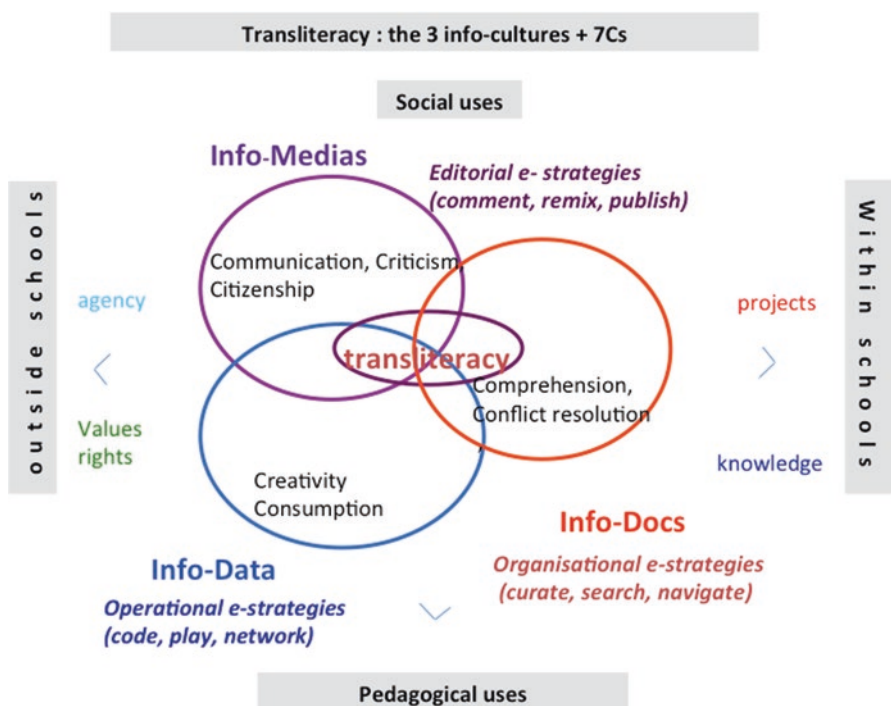 Transliteracy : the 3 info-cultures + 7Cs
Social uses
Info-Medias
Editorial e- strategies
(comment, remix, publish)
outside schools
Within schools
Communication, Criticism,
Citizenship
agency
projects
transliteracy
Comprehension,
Conflict resolution
Values
rights
knowledge
,
Creativity
Consumption
Info-Docs
Info-Data
Organisational e-strategies
(curate, search, navigate)
Operational e-strategies
(code, play, network)
Pedagogical uses